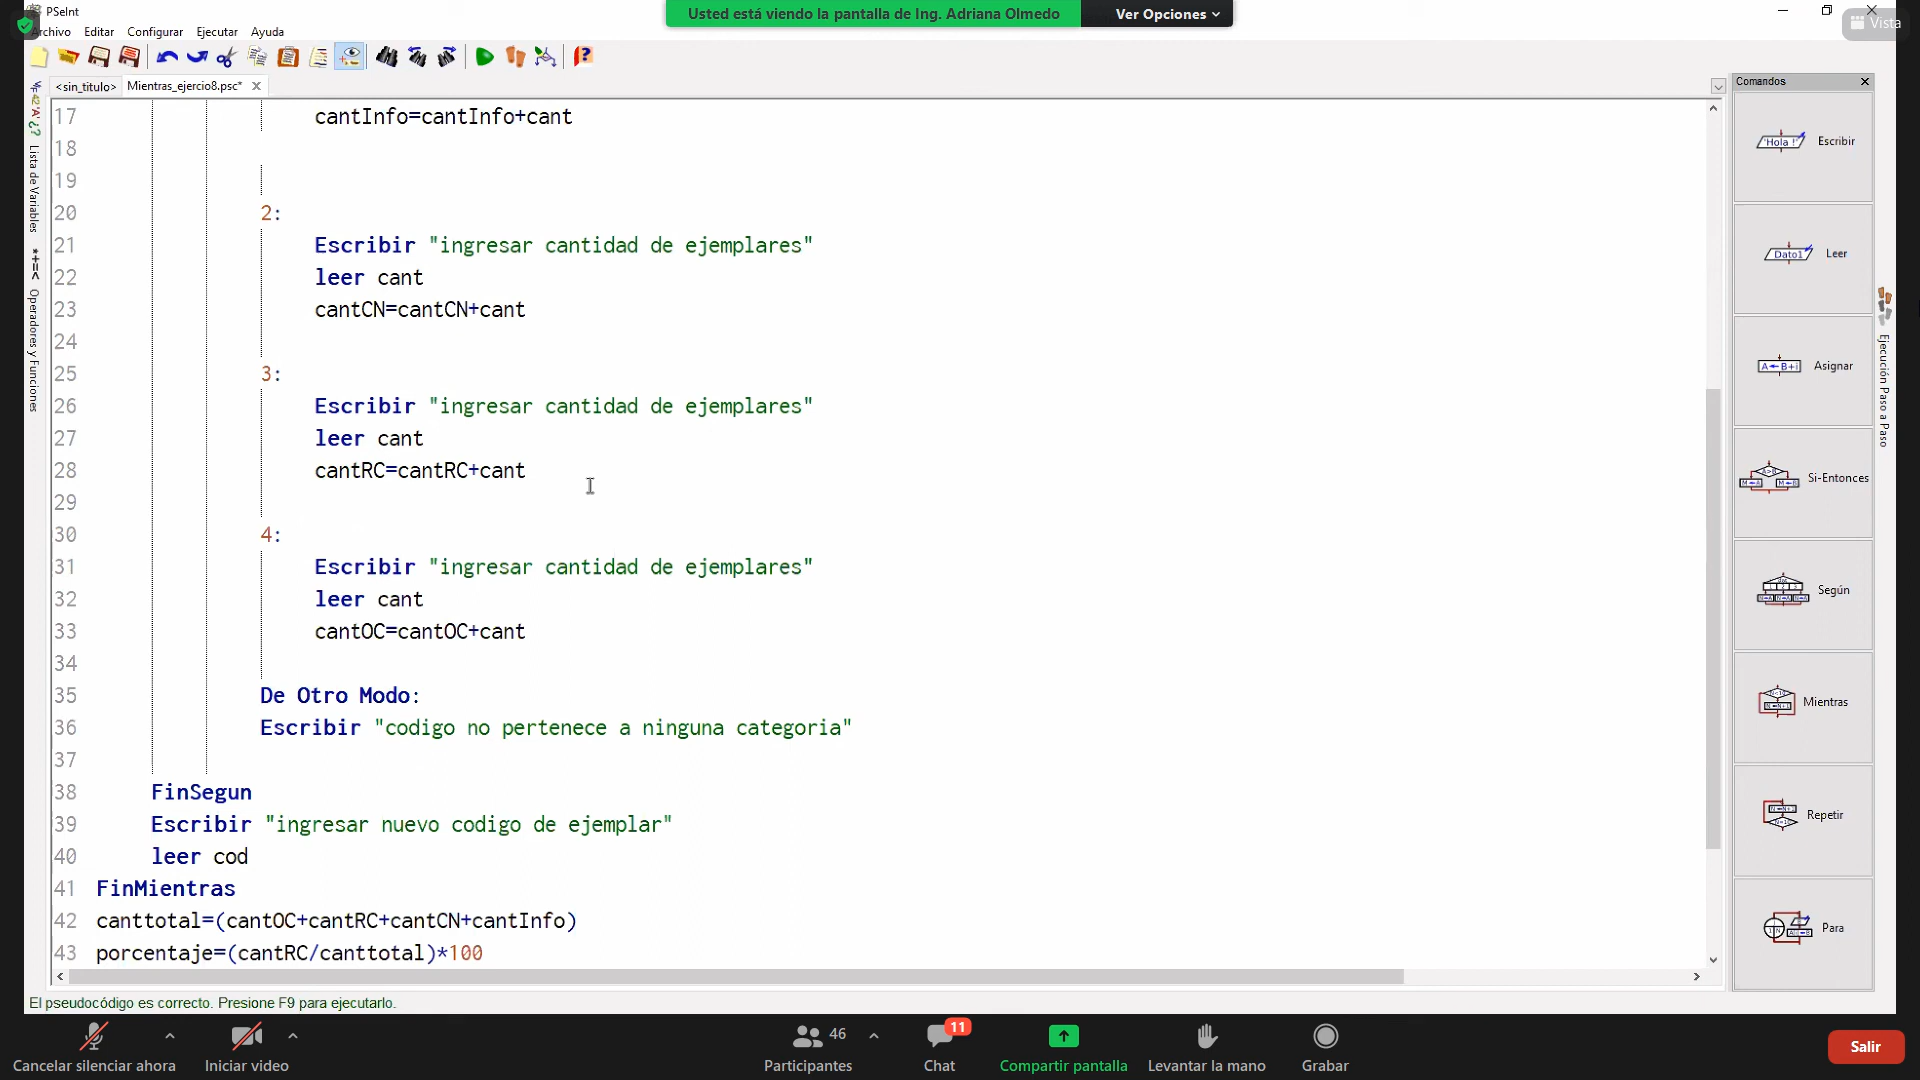 PSeInt
Usted está viendo la pantalla de Ing. Adriana Olmedo
Ver Opciones
Vista
Archivo Editar Configurar Ejecutar Ayuda
<sin_titulo> Mientras_ejercio8.psc*
Comandos
17 cantInfo=cantInfo+cant
18
19
20 2:
21 Escribir "ingresar cantidad de ejemplares"
22 leer cant
23 cantCN=cantCN+cant
24
25 3:
26 Escribir "ingresar cantidad de ejemplares"
27 leer cant
28 cantRC=cantRC+cant
29
30 4:
31 Escribir "ingresar cantidad de ejemplares"
32 leer cant
33 cantOC=cantOC+cant
34
35 De Otro Modo:
36 Escribir "codigo no pertenece a ninguna categoria"
37
38 FinSegun
39 Escribir "ingresar nuevo codigo de ejemplar"
40 leer cod
41 FinMientras
42 canttotal=(cantOC+cantRC+cantCN+cantInfo)
43 porcentaje=(cantRC/canttotal)*100
Lista de Variables
Operadores y Funciones
'Hola !' Escribir
Dato1 Leer
A←B+i Asignar
Si-Entonces
Según
Mientras
Repetir
Para
Ejecución Paso a Paso
El pseudocódigo es correcto. Presione F9 para ejecutarlo.
Cancelar silenciar ahora
Iniciar video
46
Participantes
11
Chat
Compartir pantalla
Levantar la mano
Grabar
Salir